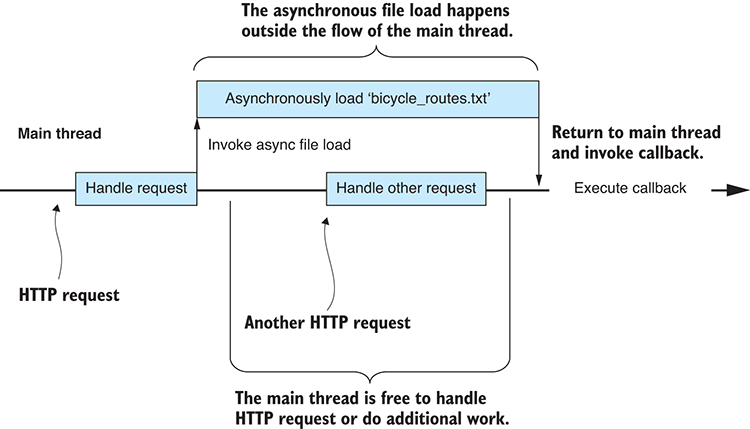 The asynchronous file load happens
outside the flow of the main thread.
Asynchronously load ‘bicycle_routes.txt’
Main thread
Invoke async file load
Return to main thread
and invoke callback.
Handle request
Handle other request
Execute callback
HTTP request
Another HTTP request
The main thread is free to handle
HTTP request or do additional work.